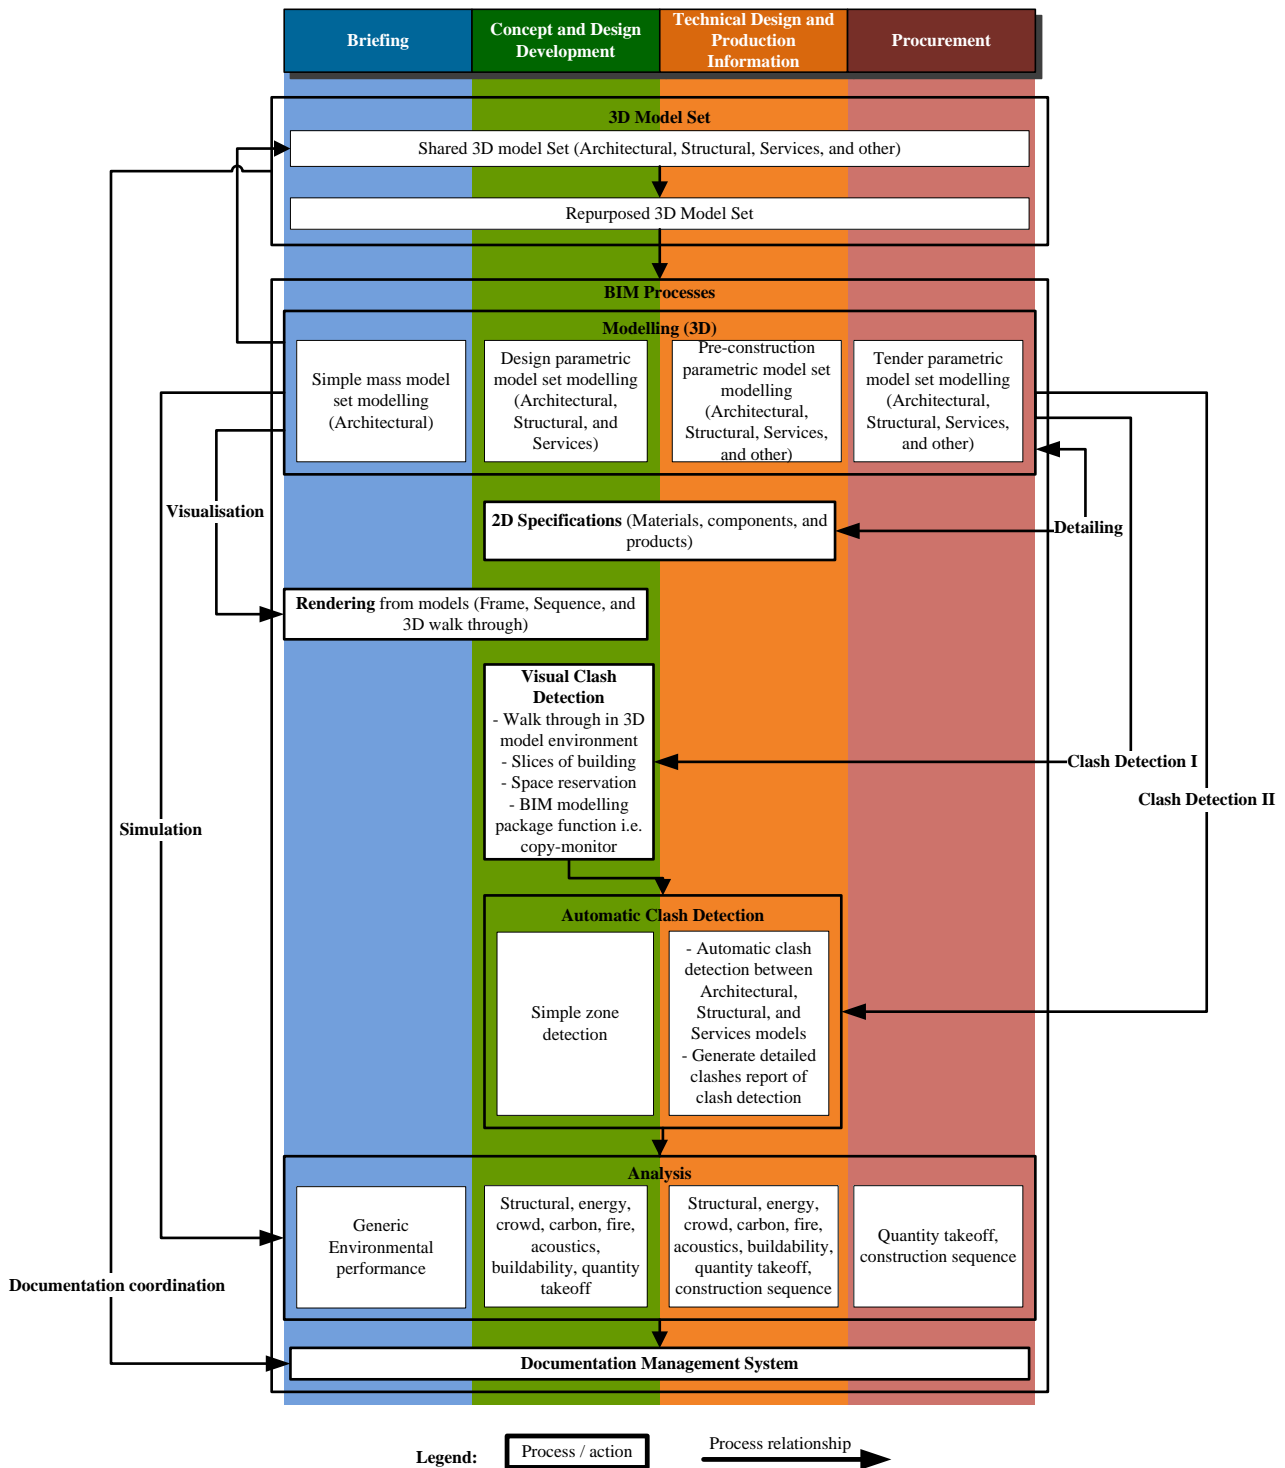 Briefing
Concept and Design
Development
Technical Design and
Production
Information
Procurement
3D Model Set
Shared 3D model Set (Architectural, Structural, Services, and other)
Repurposed 3D Model Set
BIM Processes
Modelling (3D)
Simple mass model
set modelling
(Architectural)
Design parametric
model set modelling
(Architectural,
Structural, and
Services)
Pre-construction
parametric model set
modelling
(Architectural,
Structural, Services,
and other)
Tender parametric
model set modelling
(Architectural,
Structural, Services,
and other)
Visualisation
2D Specifications (Materials, components, and
products)
Detailing
Rendering from models (Frame, Sequence, and
3D walk through)
Visual Clash
Detection
- Walk through in 3D
model environment
- Slices of building
- Space reservation
- BIM modelling
package function i.e.
copy-monitor
Clash Detection I
Clash Detection II
Simulation
Automatic Clash Detection
Simple zone
detection
- Automatic clash
detection between
Architectural,
Structural, and
Services models
- Generate detailed
clashes report of
clash detection
Analysis
Generic
Environmental
performance
Structural, energy,
crowd, carbon, fire,
acoustics,
buildability, quantity
takeoff
Structural, energy,
crowd, carbon, fire,
acoustics, buildability,
quantity takeoff,
construction sequence
Quantity takeoff,
construction sequence
Documentation coordination
Documentation Management System
Legend:
Process / action
Process relationship